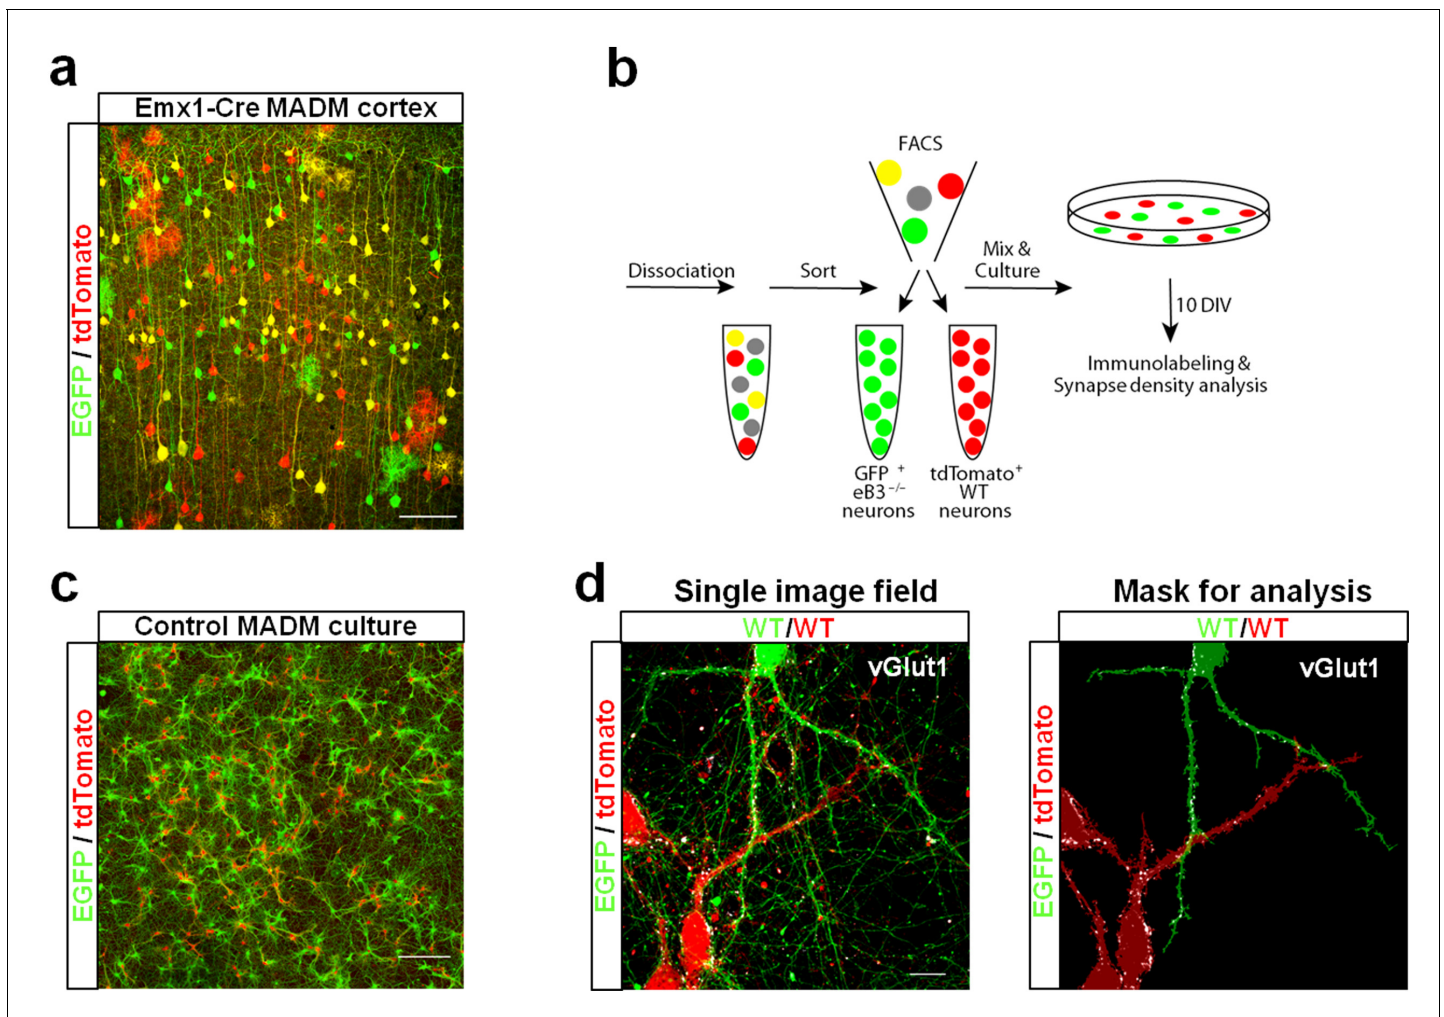 a
Emx1-Cre MADM cortex
EGFP / tdTomato
b
FACS
Dissociation
Sort
Mix &
Culture
10 DIV
Immunolabeling &
Synapse density analysis
GFP +
eB3 -/-
neurons
tdTomato+
WT
neurons
c
Control MADM culture
EGFP / tdTomato
d
Single image field
WT/WT
EGFP / tdTomato
vGlut1
Mask for analysis
WT/WT
EGFP / tdTomato
vGlut1